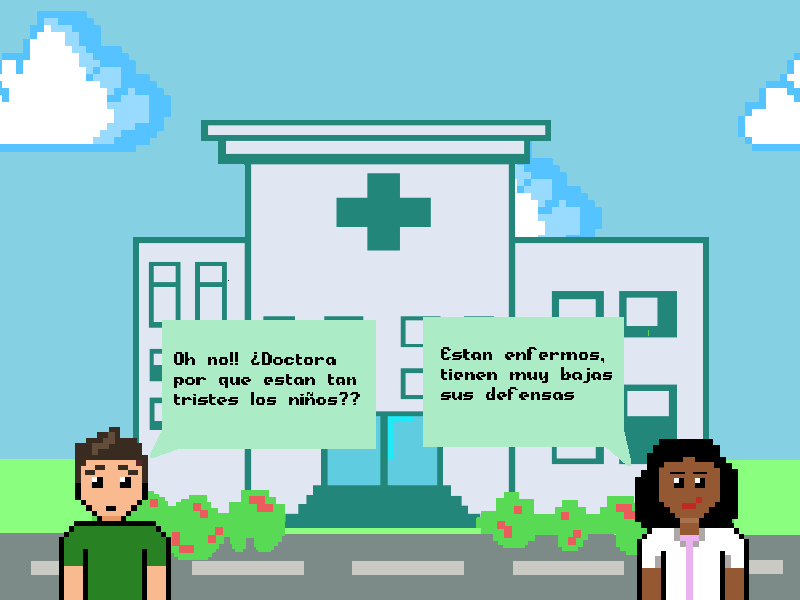 Oh no!! ¿Doctora
por que estan tan
tristes los niños??
Estan enfermos,
tienen muy bajas
sus defensas